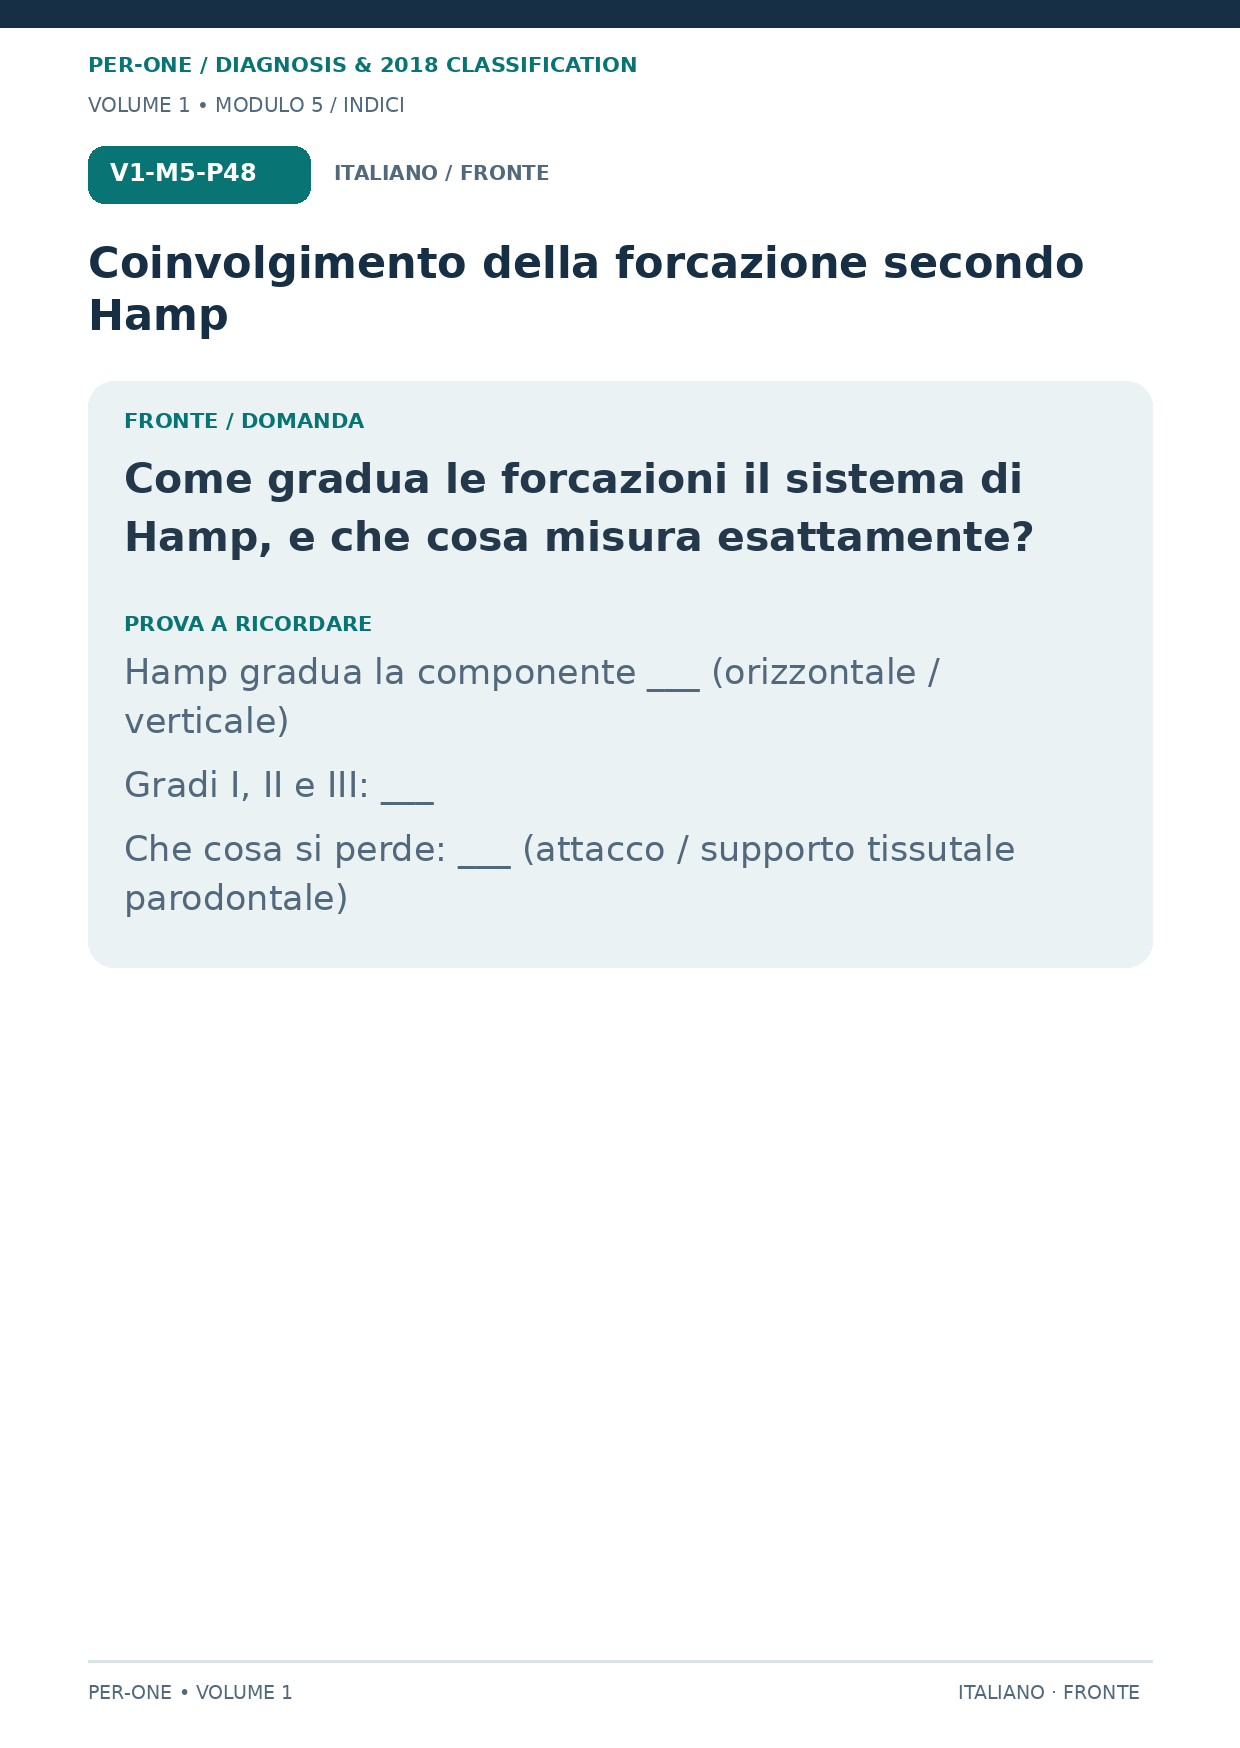 PER-ONE / DIAGNOSIS & 2018 CLASSIFICATION
VOLUME 1 • MODULO 5 / INDICI
V1-M5-P48
ITALIANO / FRONTE
Coinvolgimento della forcazione secondo
Hamp
FRONTE / DOMANDA
Come gradua le forcazioni il sistema di
Hamp, e che cosa misura esattamente?
PROVA A RICORDARE
Hamp gradua la componente ___ (orizzontale /
verticale)
Gradi I, II e III: ___
Che cosa si perde: ___ (attacco / supporto tissutale
parodontale)
PER-ONE • VOLUME 1
ITALIANO · FRONTE